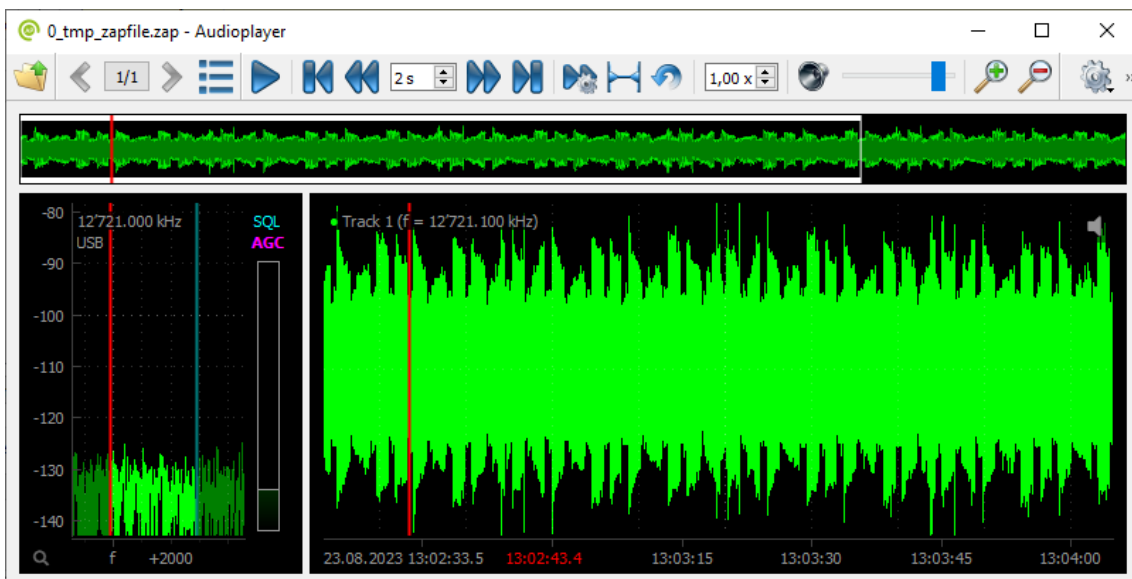 0_tmp_zapfile.zap - Audioplayer
1/1
2 s
1,00 x
»
-80
-90
-100
-110
-120
-130
-140
12'721.000 kHz
USB
SQL
AGC
f
+2000
Track 1 (f = 12'721.100 kHz)
23.08.2023 13:02:33.5 13:02:43.4 13:03:15 13:03:30 13:03:45 13:04:00